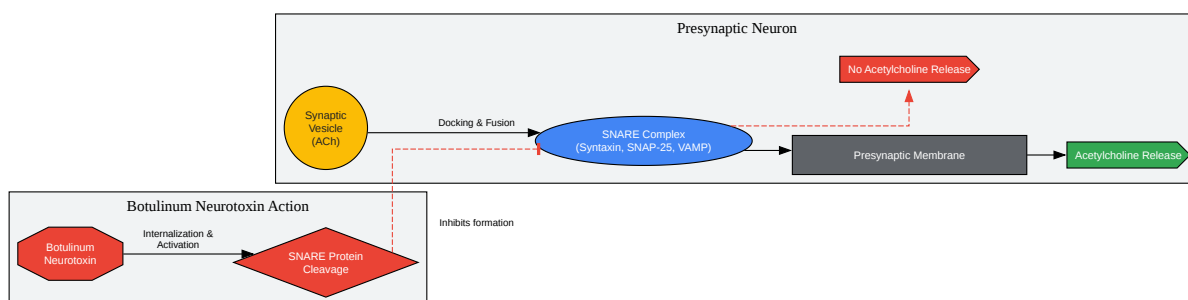 Presynaptic Neuron
No Acetylcholine Release
Synaptic
Vesicle
(ACh)
Docking & Fusion
SNARE Complex
(Syntaxin, SNAP-25, VAMP)
Presynaptic Membrane
Acetylcholine Release
Botulinum Neurotoxin Action
Inhibits formation
Botulinum
Neurotoxin
Internalization &
Activation
SNARE Protein
Cleavage